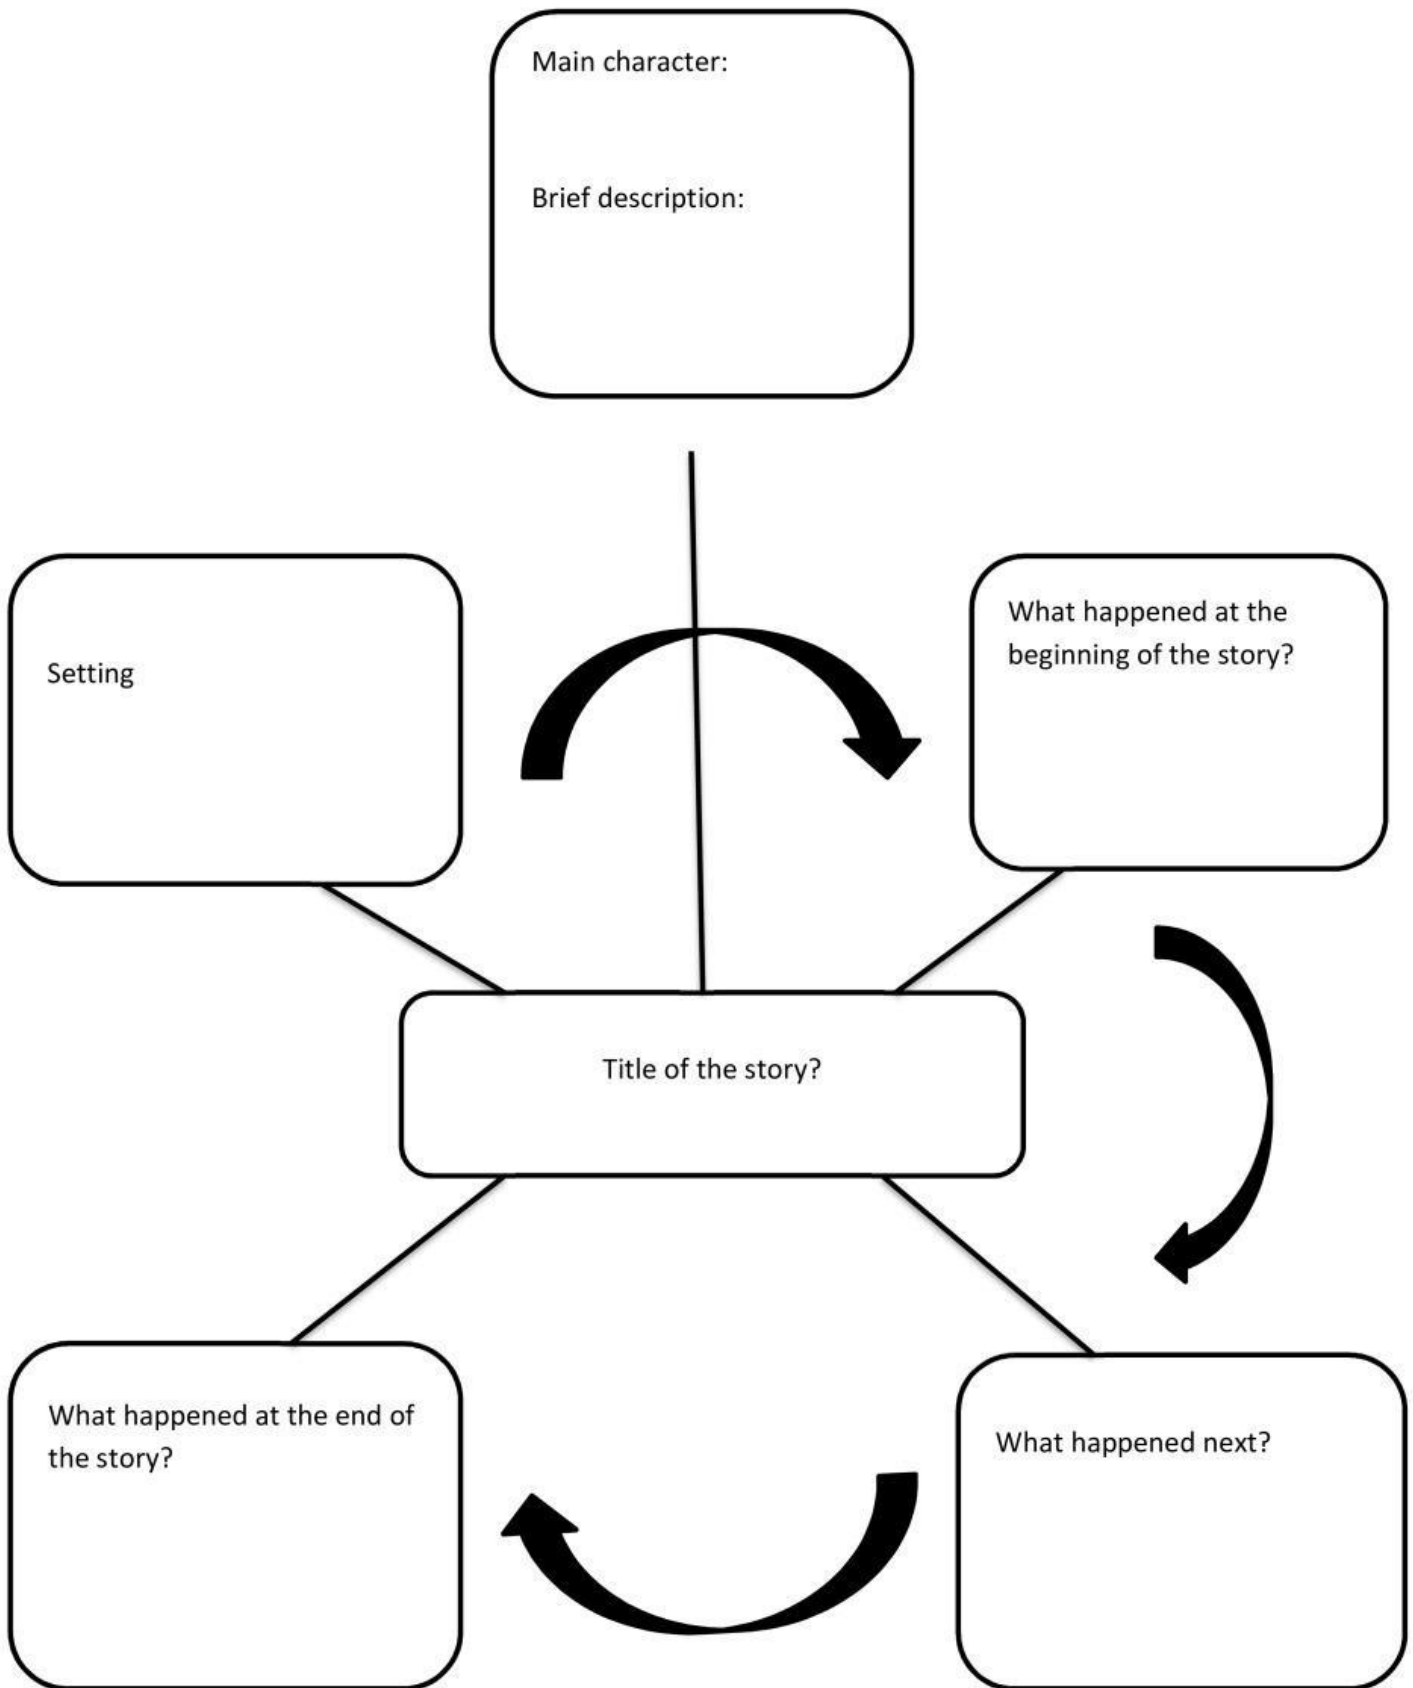 Main character:
Brief description:
Setting
What happened at the
beginning of the story?
Title of the story?
What happened at the end of
the story?
What happened next?